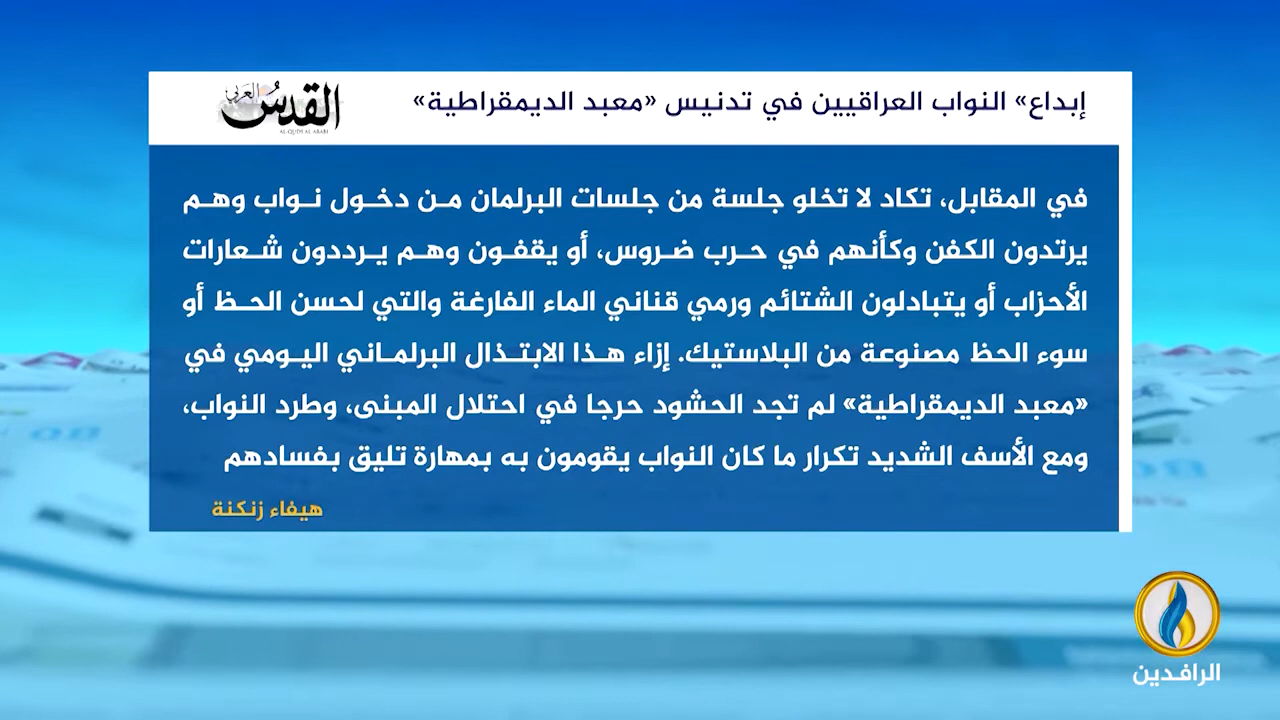 إبداع» النواب العراقيين في تدنيس «معبد الديمقراطية»
القدس العربي
AL-QUDS AL-ARABI
في المقابل، تكاد لا تخلو جلسة من جلسات البرلمان من دخول نواب وهم
يرتدون الكفن وكأنهم في حرب ضروس، أو يقفون وهم يرددون شعارات
الأحزاب أو يتبادلون الشتائم ورمي قناني الماء الفارغة والتي لحسن الحظ أو
سوء الحظ مصنوعة من البلاستيك. إزاء هذا الابتذال البرلماني اليومي في
«معبد الديمقراطية» لم تجد الحشود حرجا في احتلال المبنى، وطرد النواب،
ومع الأسف الشديد تكرار ما كان النواب يقومون به بمهارة تليق بفسادهم
هيفاء زنكنة
الرافدين